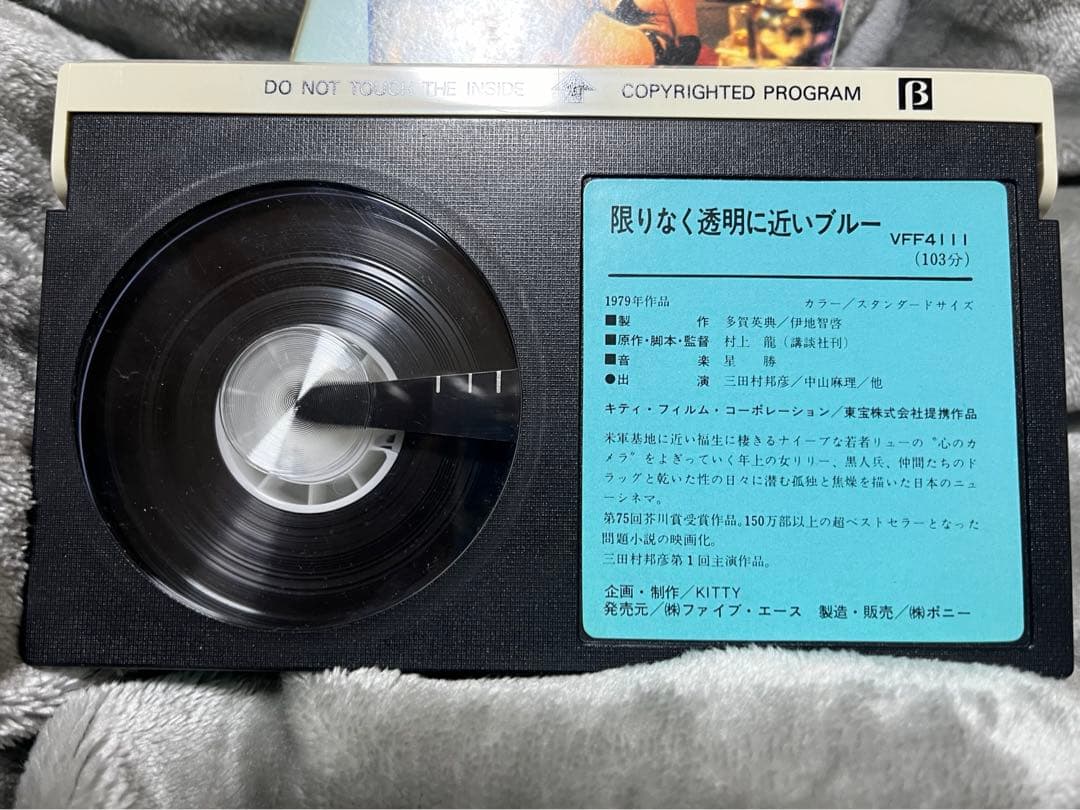 DO NOT TOUCH THE INSIDE COPYRIGHTED PROGRAM β
限りなく透明に近いブルー
VFF4111
(103分)
1979年作品 カラー/スタンダードサイズ
■製作 多賀英典/伊地智啓
■原作・脚本・監督 村上 龍(講談社刊)
■音楽 星 勝
●出演 三田村邦彦/中山麻理/他
キティ・フィルム・コーポレーション/東宝株式会社提携作品
米軍基地に近い福生に棲きるナイーブな若者リューの〝心のカ
メラ〟をよぎっていく年上の女リリー、黒人兵、仲間たちのド
ラッグと乾いた性の日々に潜む孤独と焦燥を描いた日本のニュ
ーシネマ。
第75回芥川賞受賞作品。150万部以上の超ベストセラーとなった
問題小説の映画化。
三田村邦彦第1回主演作品。
企画・制作/KITTY
発売元/㈱ファイブ・エース 製造・販売/㈱ポニー